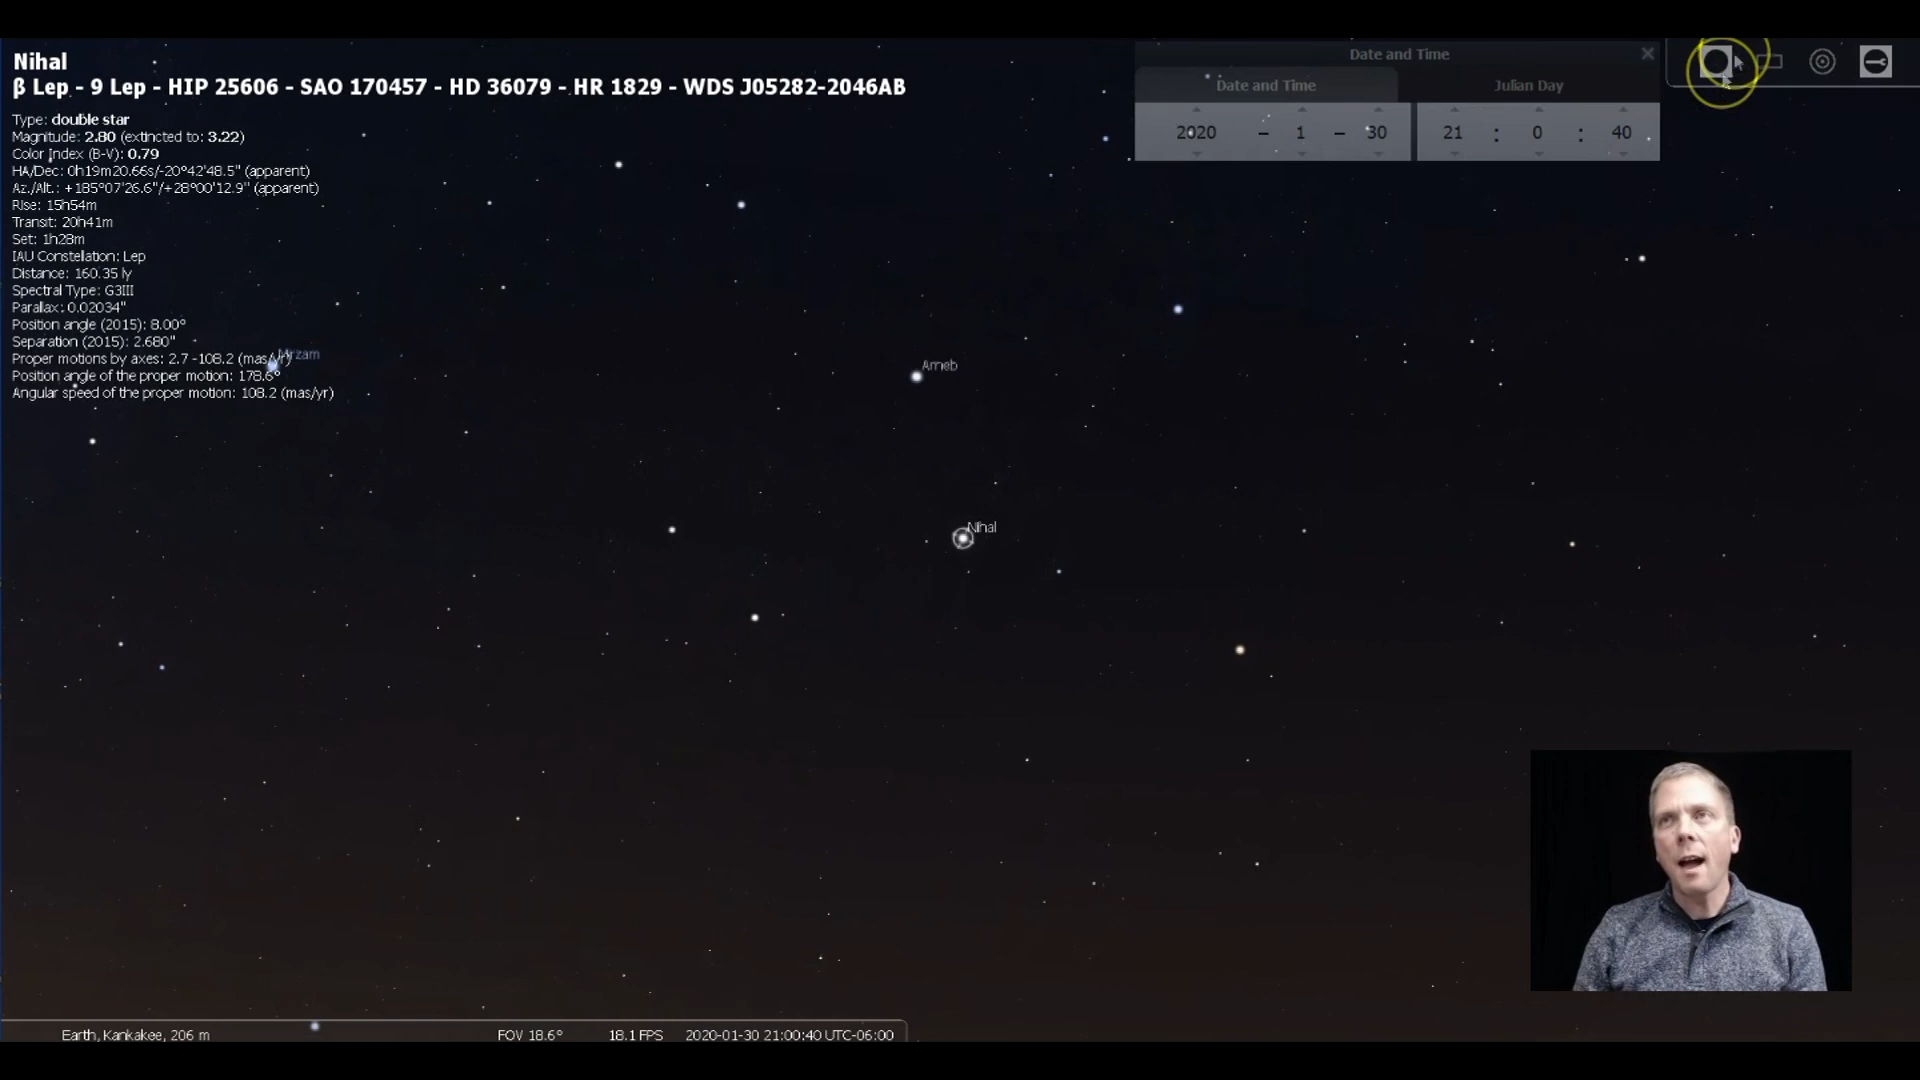 Nihal
β Lep - 9 Lep - HIP 25606 - SAO 170457 - HD 36079 - HR 1829 - WDS J05282-2046AB
Type: double star
Magnitude: 2.80 (extincted to: 3.22)
Color Index (B-V): 0.79
HA/Dec: 0h19m20.66s/-20°42'48.5" (apparent)
Az./Alt.: +185°07'26.6"/+28°00'12.9" (apparent)
Rise: 15h54m
Transit: 20h41m
Set: 1h28m
IAU Constellation: Lep
Distance: 160.35 ly
Spectral Type: G3III
Parallax: 0.02034"
Position angle (2015): 8.00°
Separation (2015): 2.680"
Proper motions by axes: 2.7 -108.2 (mas/yr)
Position angle of the proper motion: 178.6°
Angular speed of the proper motion: 108.2 (mas/yr)
Date and Time
Date and Time Julian Day
2020 - 1 - 30 21 : 0 : 40
Mirzam
Arneb
Nihal
Earth, Kankakee, 206 m FOV 18.6° 18.1 FPS 2020-01-30 21:00:40 UTC-06:00